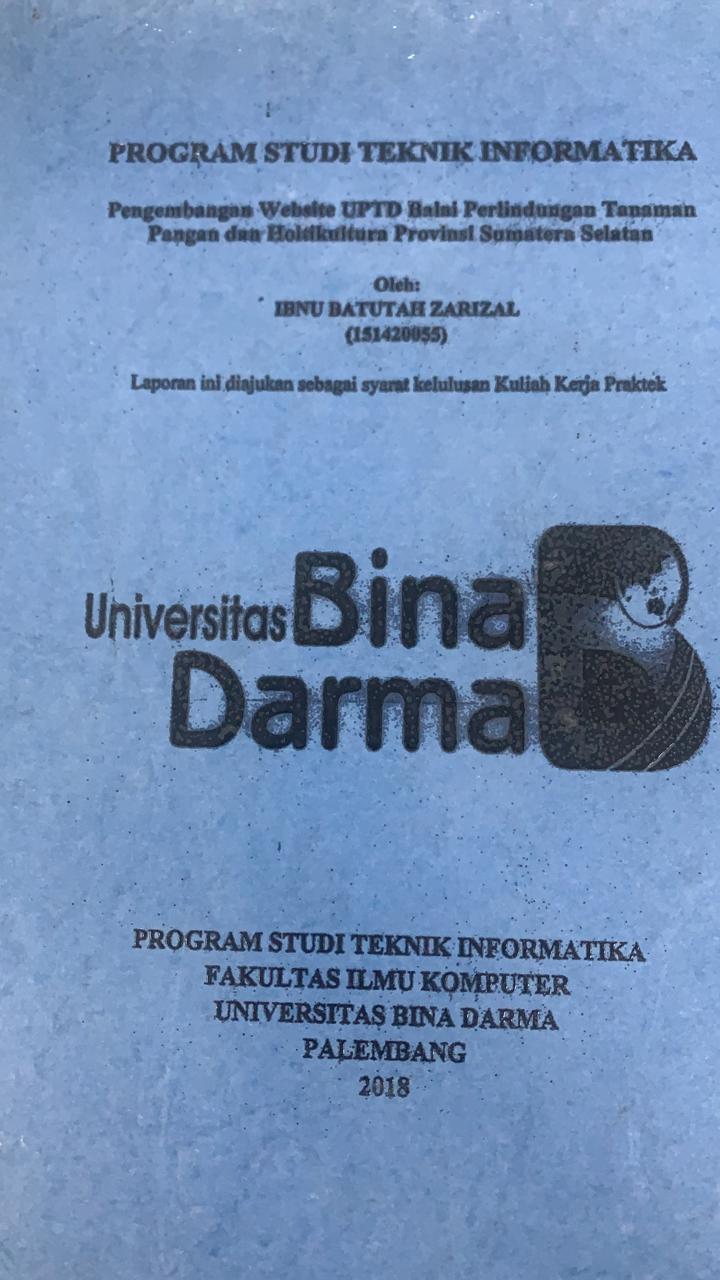 PROGRAM STUDI TEKNIK INFORMATIKA
Pengembangan Website UPTD Balai Perlindungan Tanaman
Pangan dan Holtikultura Provinsi Sumatera Selatan
Oleh:
IBNU BATUTAH ZARIZAL
(151420055)
Laporan ini diajukan sebagai syarat kelulusan Kuliah Kerja Praktek
Universitas Bina
Darma
PROGRAM STUDI TEKNIK INFORMATIKA
FAKULTAS ILMU KOMPUTER
UNIVERSITAS BINA DARMA
PALEMBANG
2018